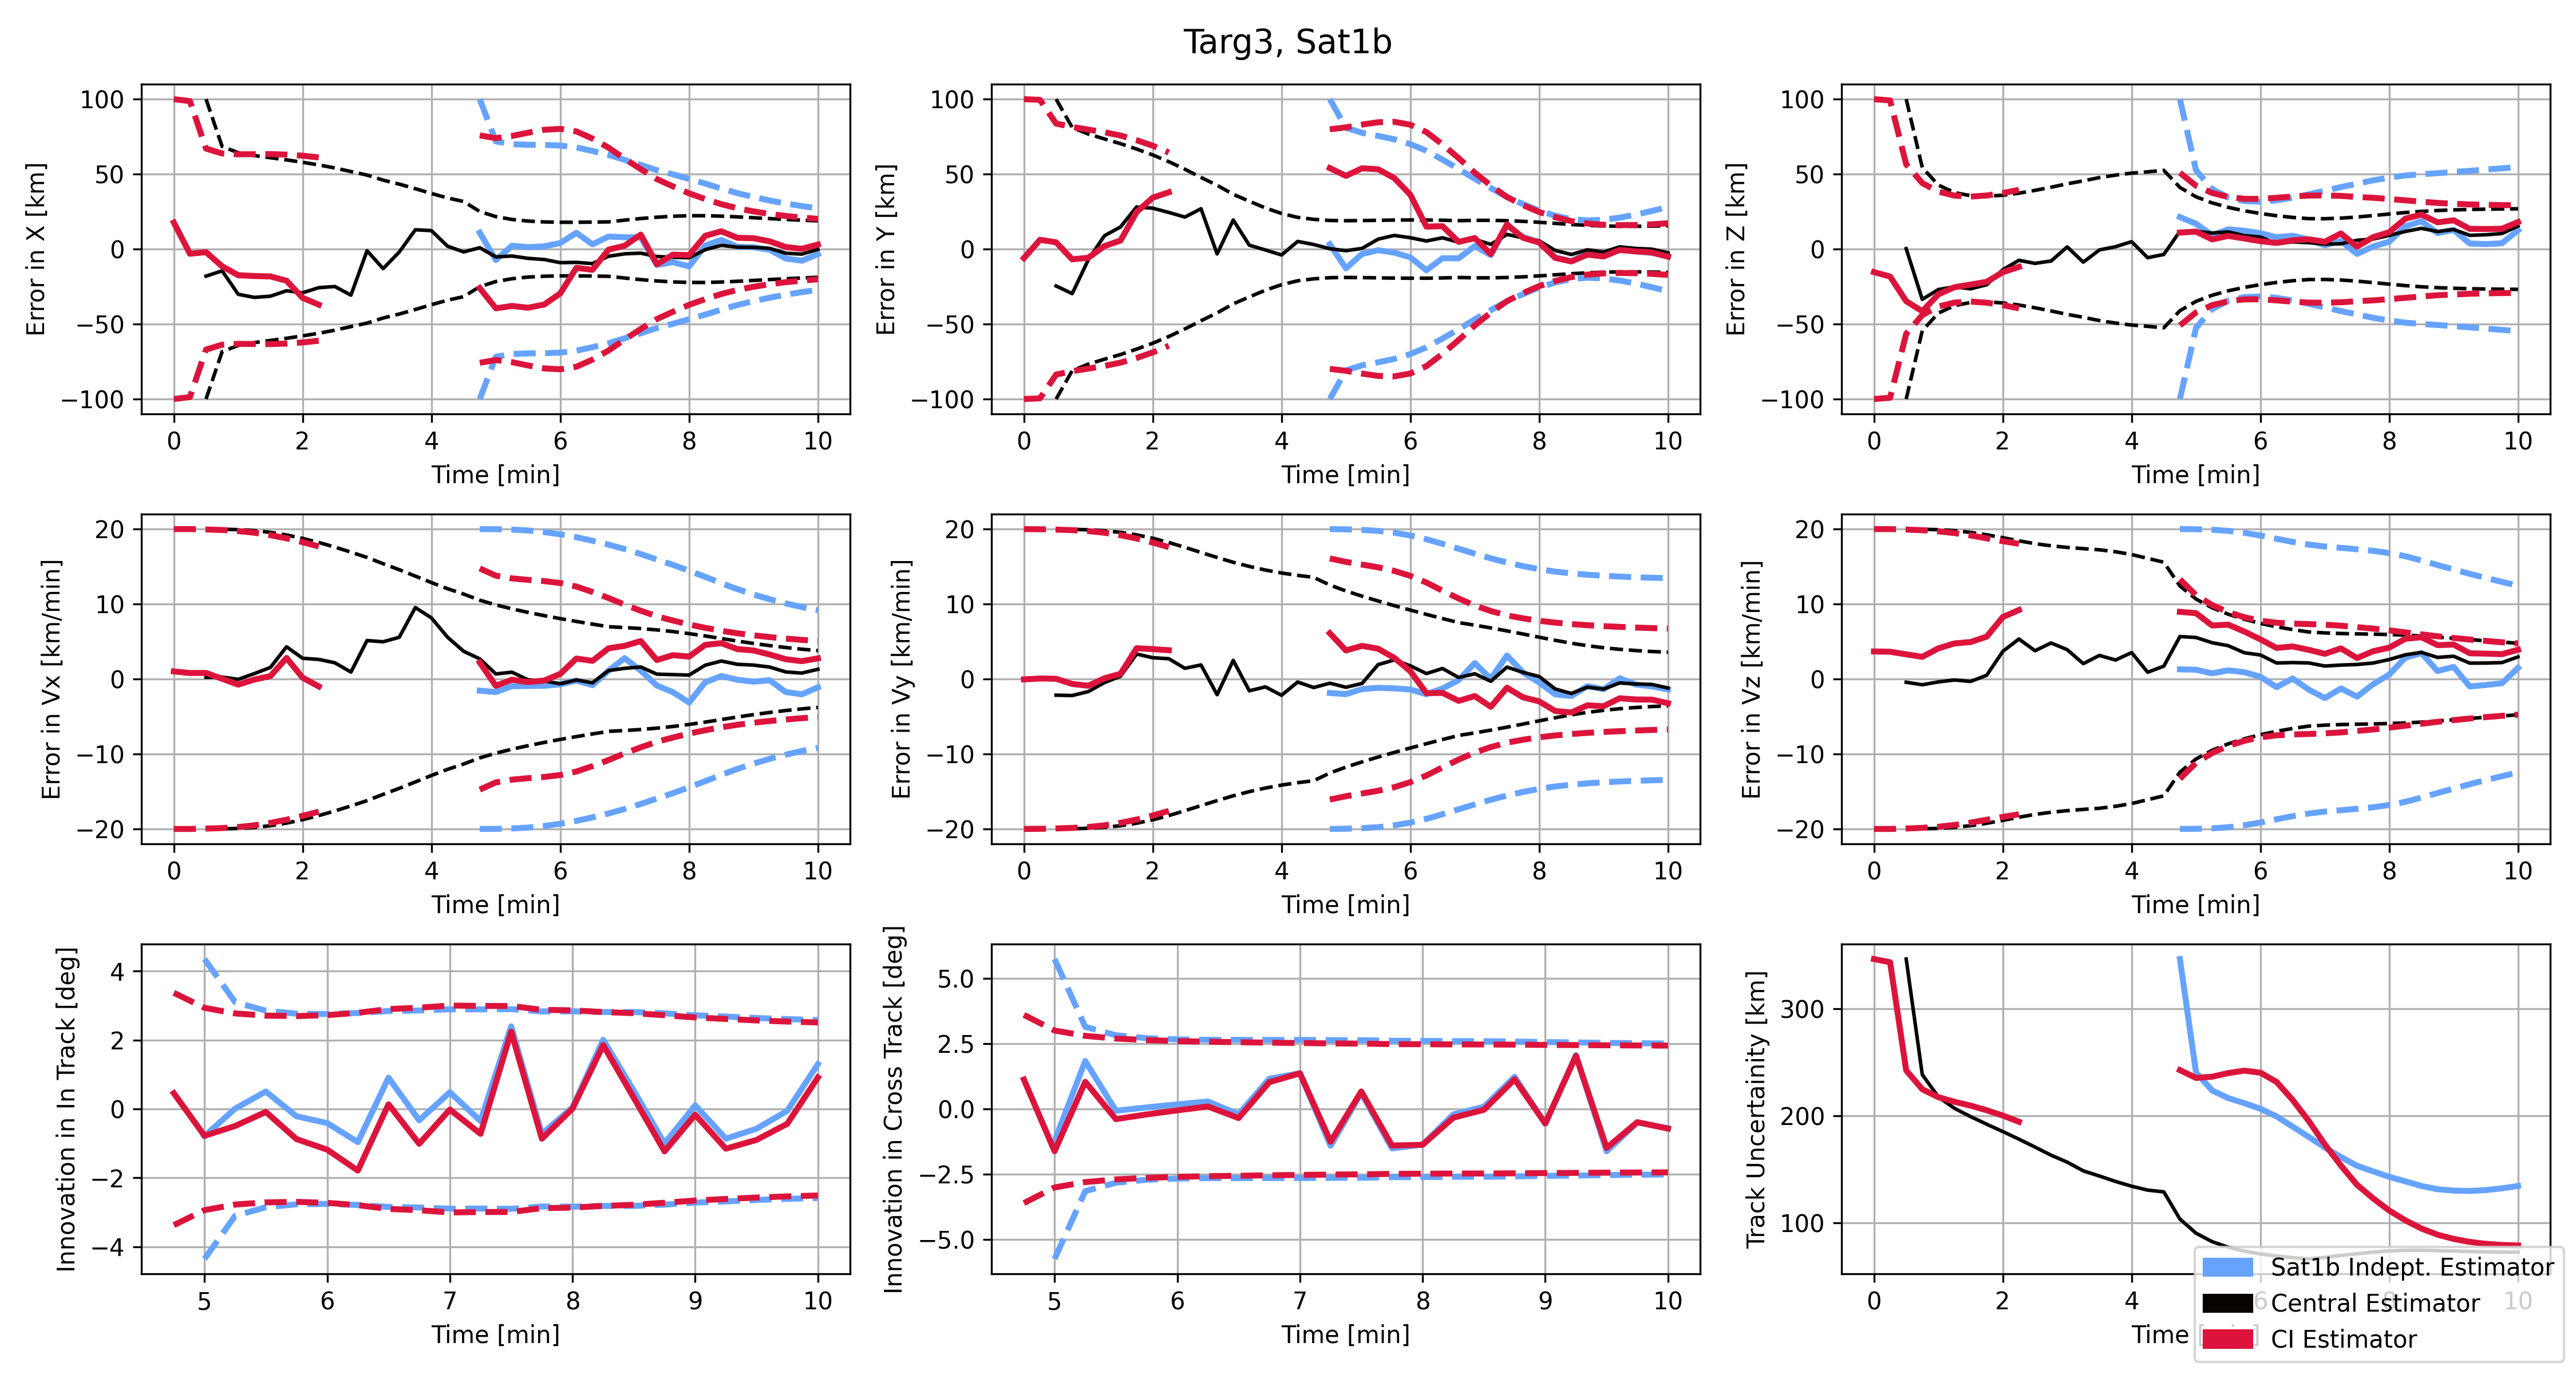 Targ3, Sat1b
Error in X [km]
100
50
0
−50
−100
0 2 4 6 8 10
Time [min]
Error in Y [km]
100
50
0
−50
−100
0 2 4 6 8 10
Time [min]
Error in Z [km]
100
50
0
−50
−100
0 2 4 6 8 10
Time [min]
Error in Vx [km/min]
20
10
0
−10
−20
0 2 4 6 8 10
Time [min]
Error in Vy [km/min]
20
10
0
−10
−20
0 2 4 6 8 10
Time [min]
Error in Vz [km/min]
20
10
0
−10
−20
0 2 4 6 8 10
Time [min]
Innovation in In Track [deg]
4
2
0
−2
−4
5 6 7 8 9 10
Time [min]
Innovation in Cross Track [deg]
5.0
2.5
0.0
−2.5
−5.0
5 6 7 8 9 10
Time [min]
Track Uncertainity [km]
300
200
100
0 2 4 6 8 10
Time [min]
Sat1b Indept. Estimator
Central Estimator
CI Estimator